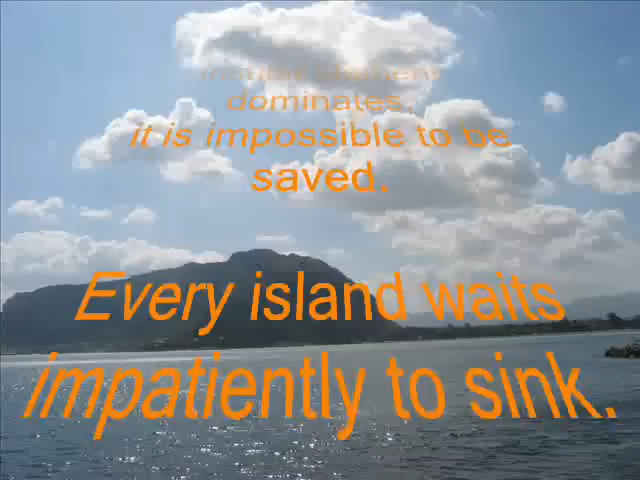 dominates,
it is impossible to be
saved.
Every island waits
impatiently to sink.